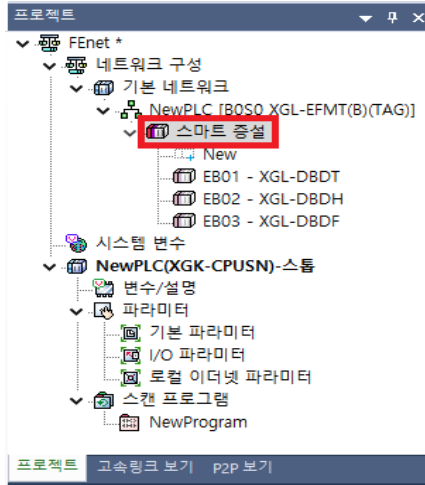 프로젝트
FEnet *
네트워크 구성
기본 네트워크
NewPLC [B0S0 XGL-EFMT(B)(TAG)]
스마트 증설
New
EB01 - XGL-DBDT
EB02 - XGL-DBDH
EB03 - XGL-DBDF
시스템 변수
NewPLC(XGK-CPUSN)-스톱
변수/설명
파라미터
기본 파라미터
I/O 파라미터
로컬 이더넷 파라미터
스캔 프로그램
NewProgram
프로젝트 고속링크 보기 P2P 보기